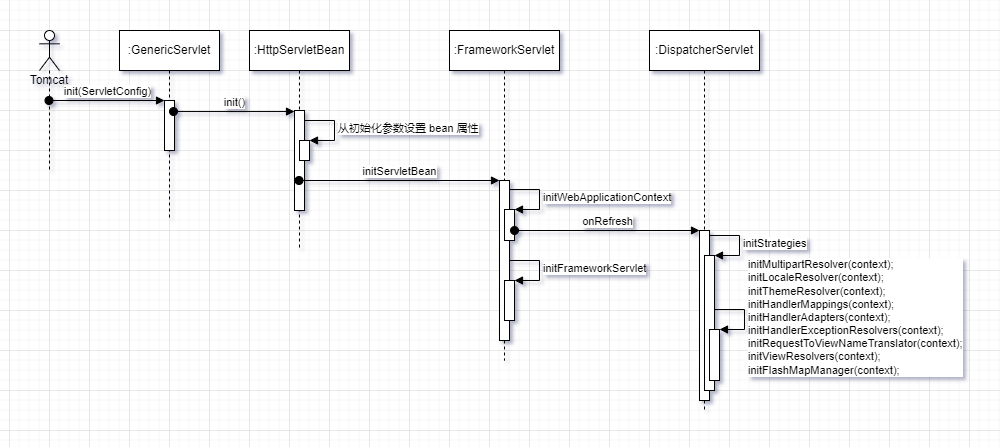 :GenericServlet
:HttpServletBean
:FrameworkServlet
:DispatcherServlet
Tomcat
init(ServletConfig)
init()
从初始化参数设置 bean 属性
initServletBean
initWebApplicationContext
onRefresh
initStrategies
initFrameworkServlet
initMultipartResolver(context);
initLocaleResolver(context);
initThemeResolver(context);
initHandlerMappings(context);
initHandlerAdapters(context);
initHandlerExceptionResolvers(context);
initRequestToViewNameTranslator(context);
initViewResolvers(context);
initFlashMapManager(context);